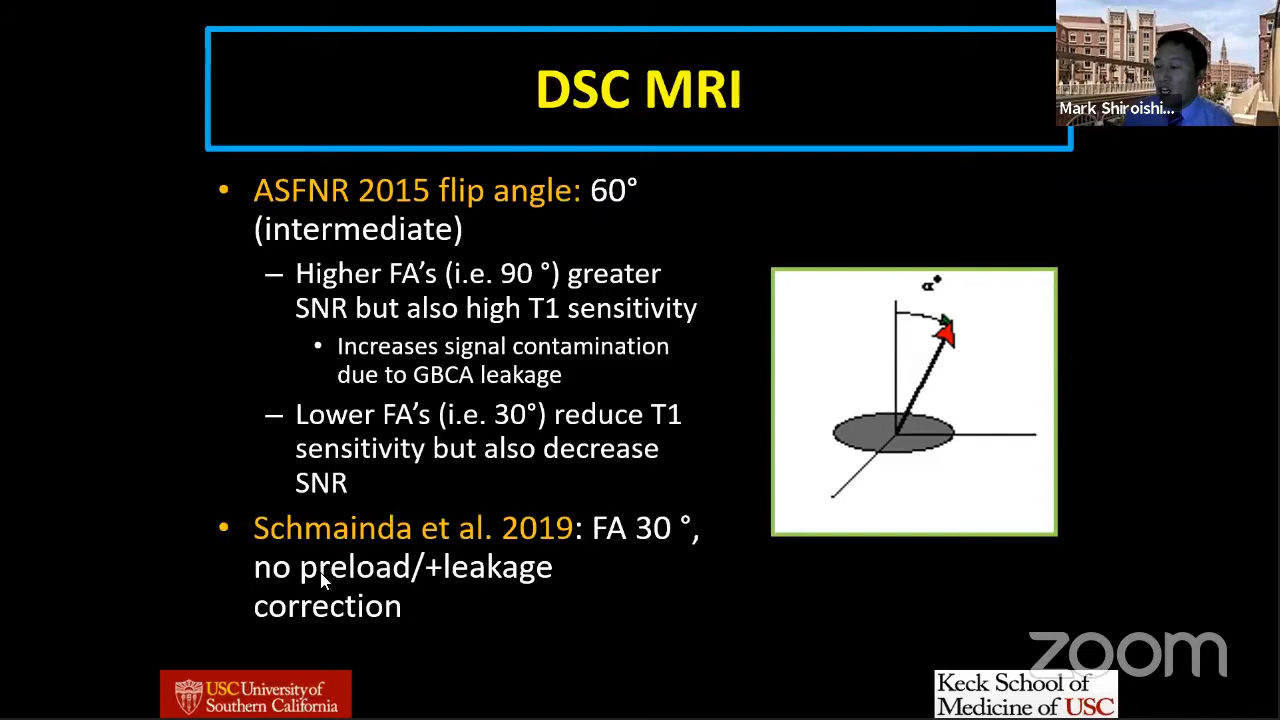 DSC MRI
Mark Shiroishi...
• ASFNR 2015 flip angle: 60°
(intermediate)
– Higher FA's (i.e. 90 °) greater
SNR but also high T1 sensitivity
• Increases signal contamination
due to GBCA leakage
– Lower FA's (i.e. 30°) reduce T1
sensitivity but also decrease
SNR
• Schmainda et al. 2019: FA 30 °,
no preload/+leakage
correction
α°
zoom
USC University of
Southern California
Keck School of
Medicine of USC